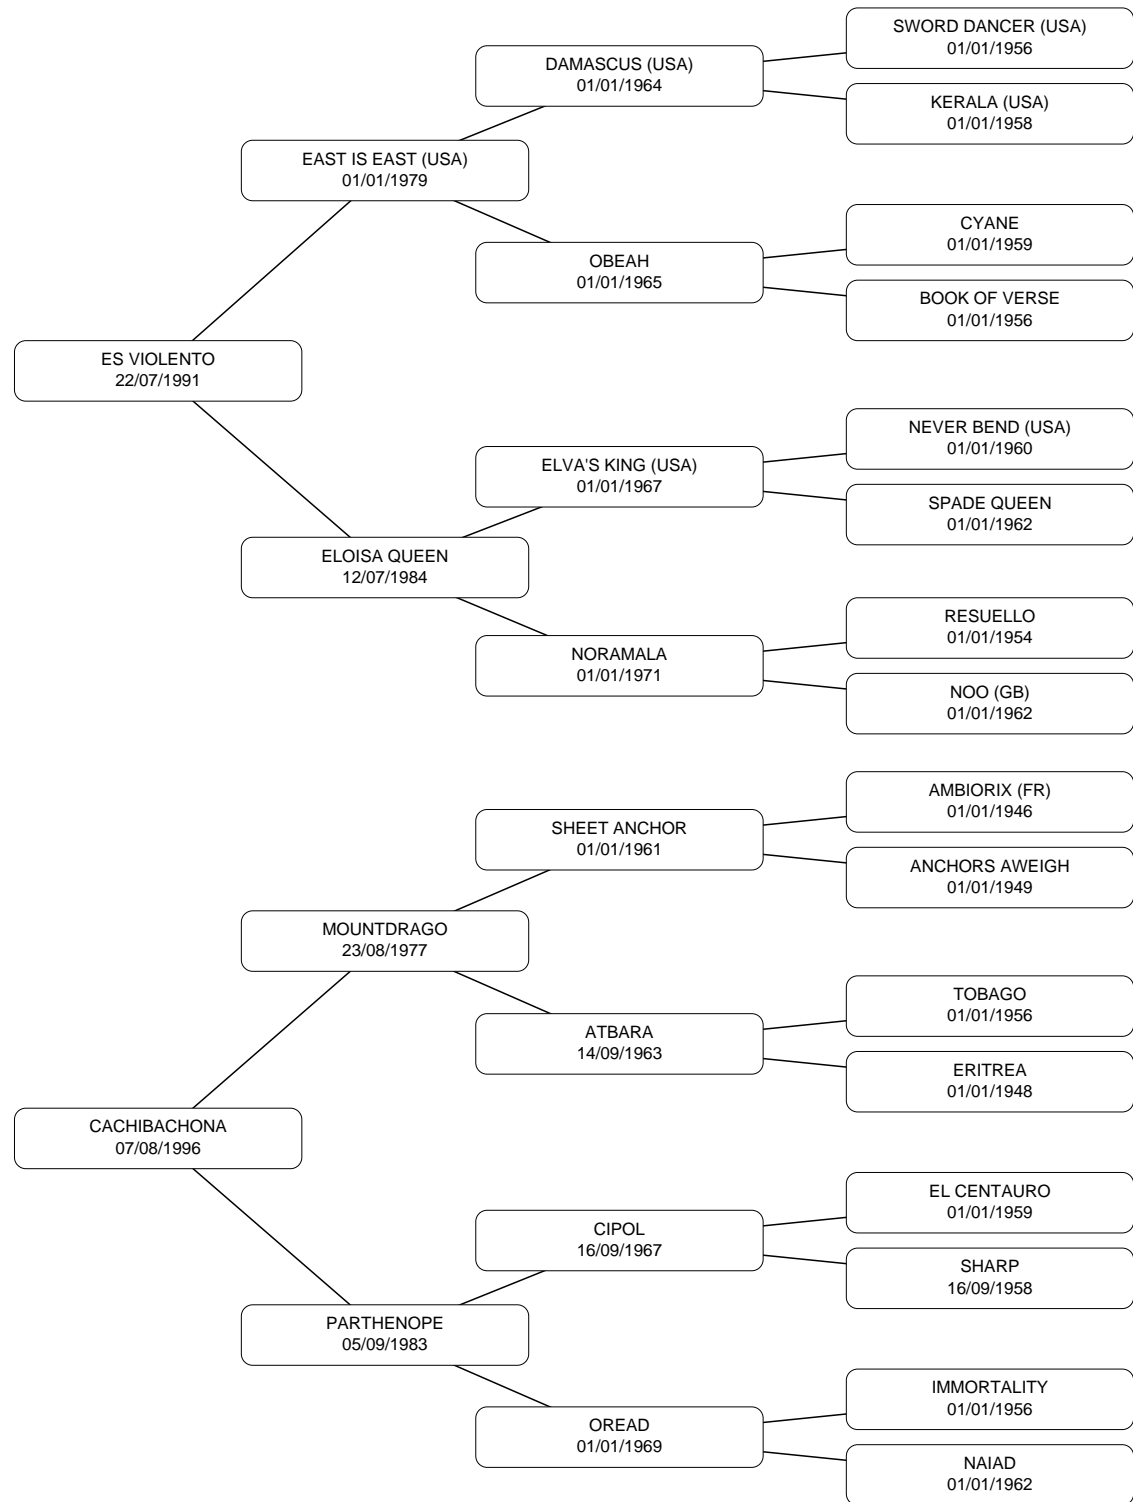 SWORD DANCER (USA)
01/01/1956
DAMASCUS (USA)
01/01/1964
KERALA (USA)
01/01/1958
EAST IS EAST (USA)
01/01/1979
CYANE
01/01/1959
OBEAH
01/01/1965
BOOK OF VERSE
01/01/1956
ES VIOLENTO
22/07/1991
NEVER BEND (USA)
01/01/1960
ELVA'S KING (USA)
01/01/1967
SPADE QUEEN
01/01/1962
ELOISA QUEEN
12/07/1984
RESUELLO
01/01/1954
NORAMALA
01/01/1971
NOO (GB)
01/01/1962
AMBIORIX (FR)
01/01/1946
SHEET ANCHOR
01/01/1961
ANCHORS AWEIGH
01/01/1949
MOUNTDRAGO
23/08/1977
TOBAGO
01/01/1956
ATBARA
14/09/1963
ERITREA
01/01/1948
CACHIBACHONA
07/08/1996
EL CENTAURO
01/01/1959
CIPOL
16/09/1967
SHARP
16/09/1958
PARTHENOPE
05/09/1983
IMMORTALITY
01/01/1956
OREAD
01/01/1969
NAIAD
01/01/1962